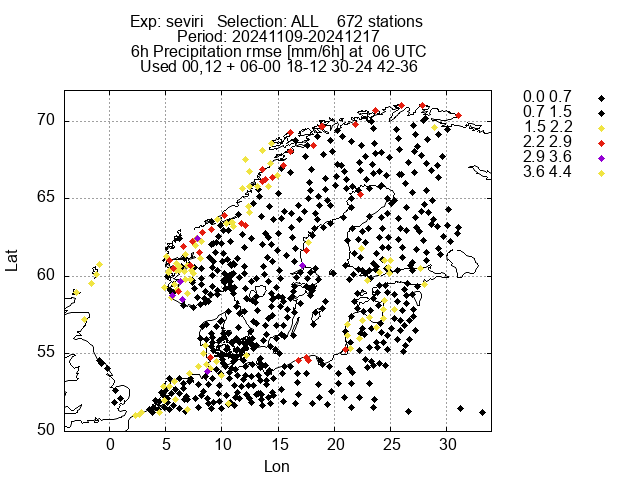 Exp: seviri Selection: ALL 672 stations
Period: 20241109-20241217
6h Precipitation rmse [mm/6h] at 06 UTC
Used 00,12 + 06-00 18-12 30-24 42-36
0.0 0.7
0.7 1.5
1.5 2.2
2.2 2.9
2.9 3.6
3.6 4.4
70
65
60
55
50
Lat
0 5 10 15 20 25 30
Lon